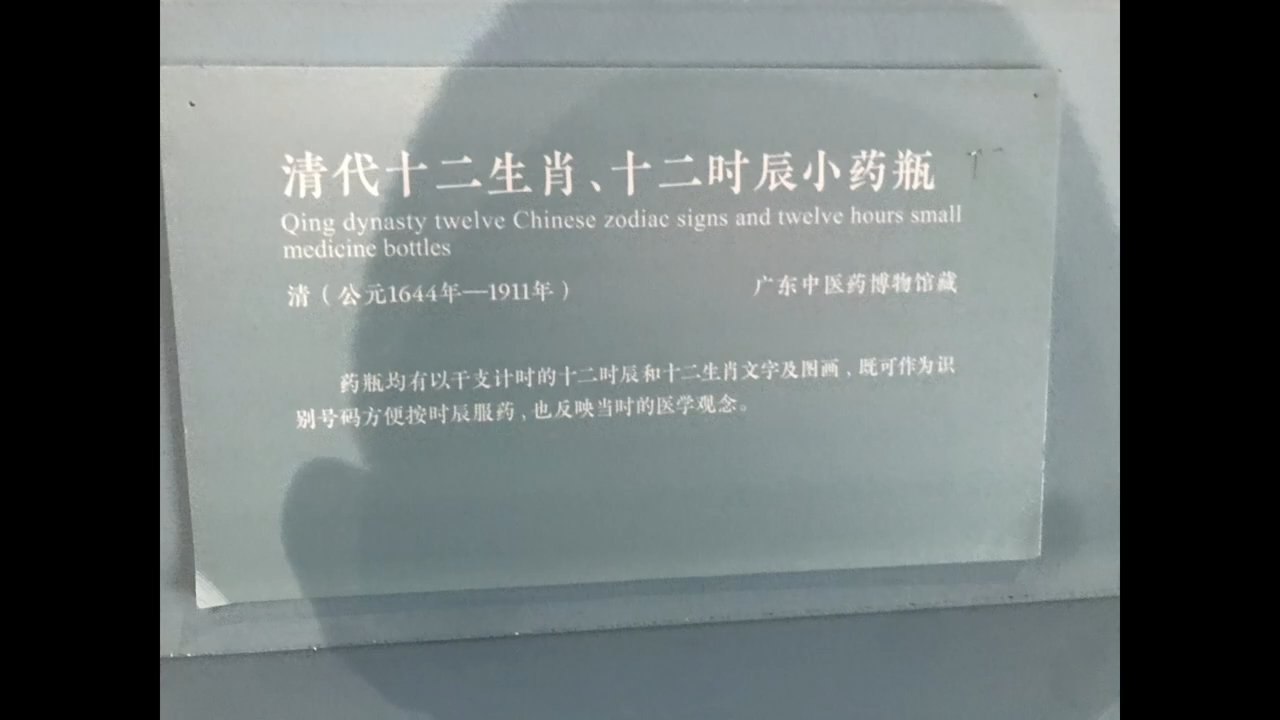 清代十二生肖、十二时辰小药瓶
Qing dynasty twelve Chinese zodiac signs and twelve hours small
medicine bottles
清（公元1644年—1911年）
广东中医药博物馆藏
药瓶均有以干支计时的十二时辰和十二生肖文字及图画，既可作为识
别号码方便按时辰服药，也反映当时的医学观念。